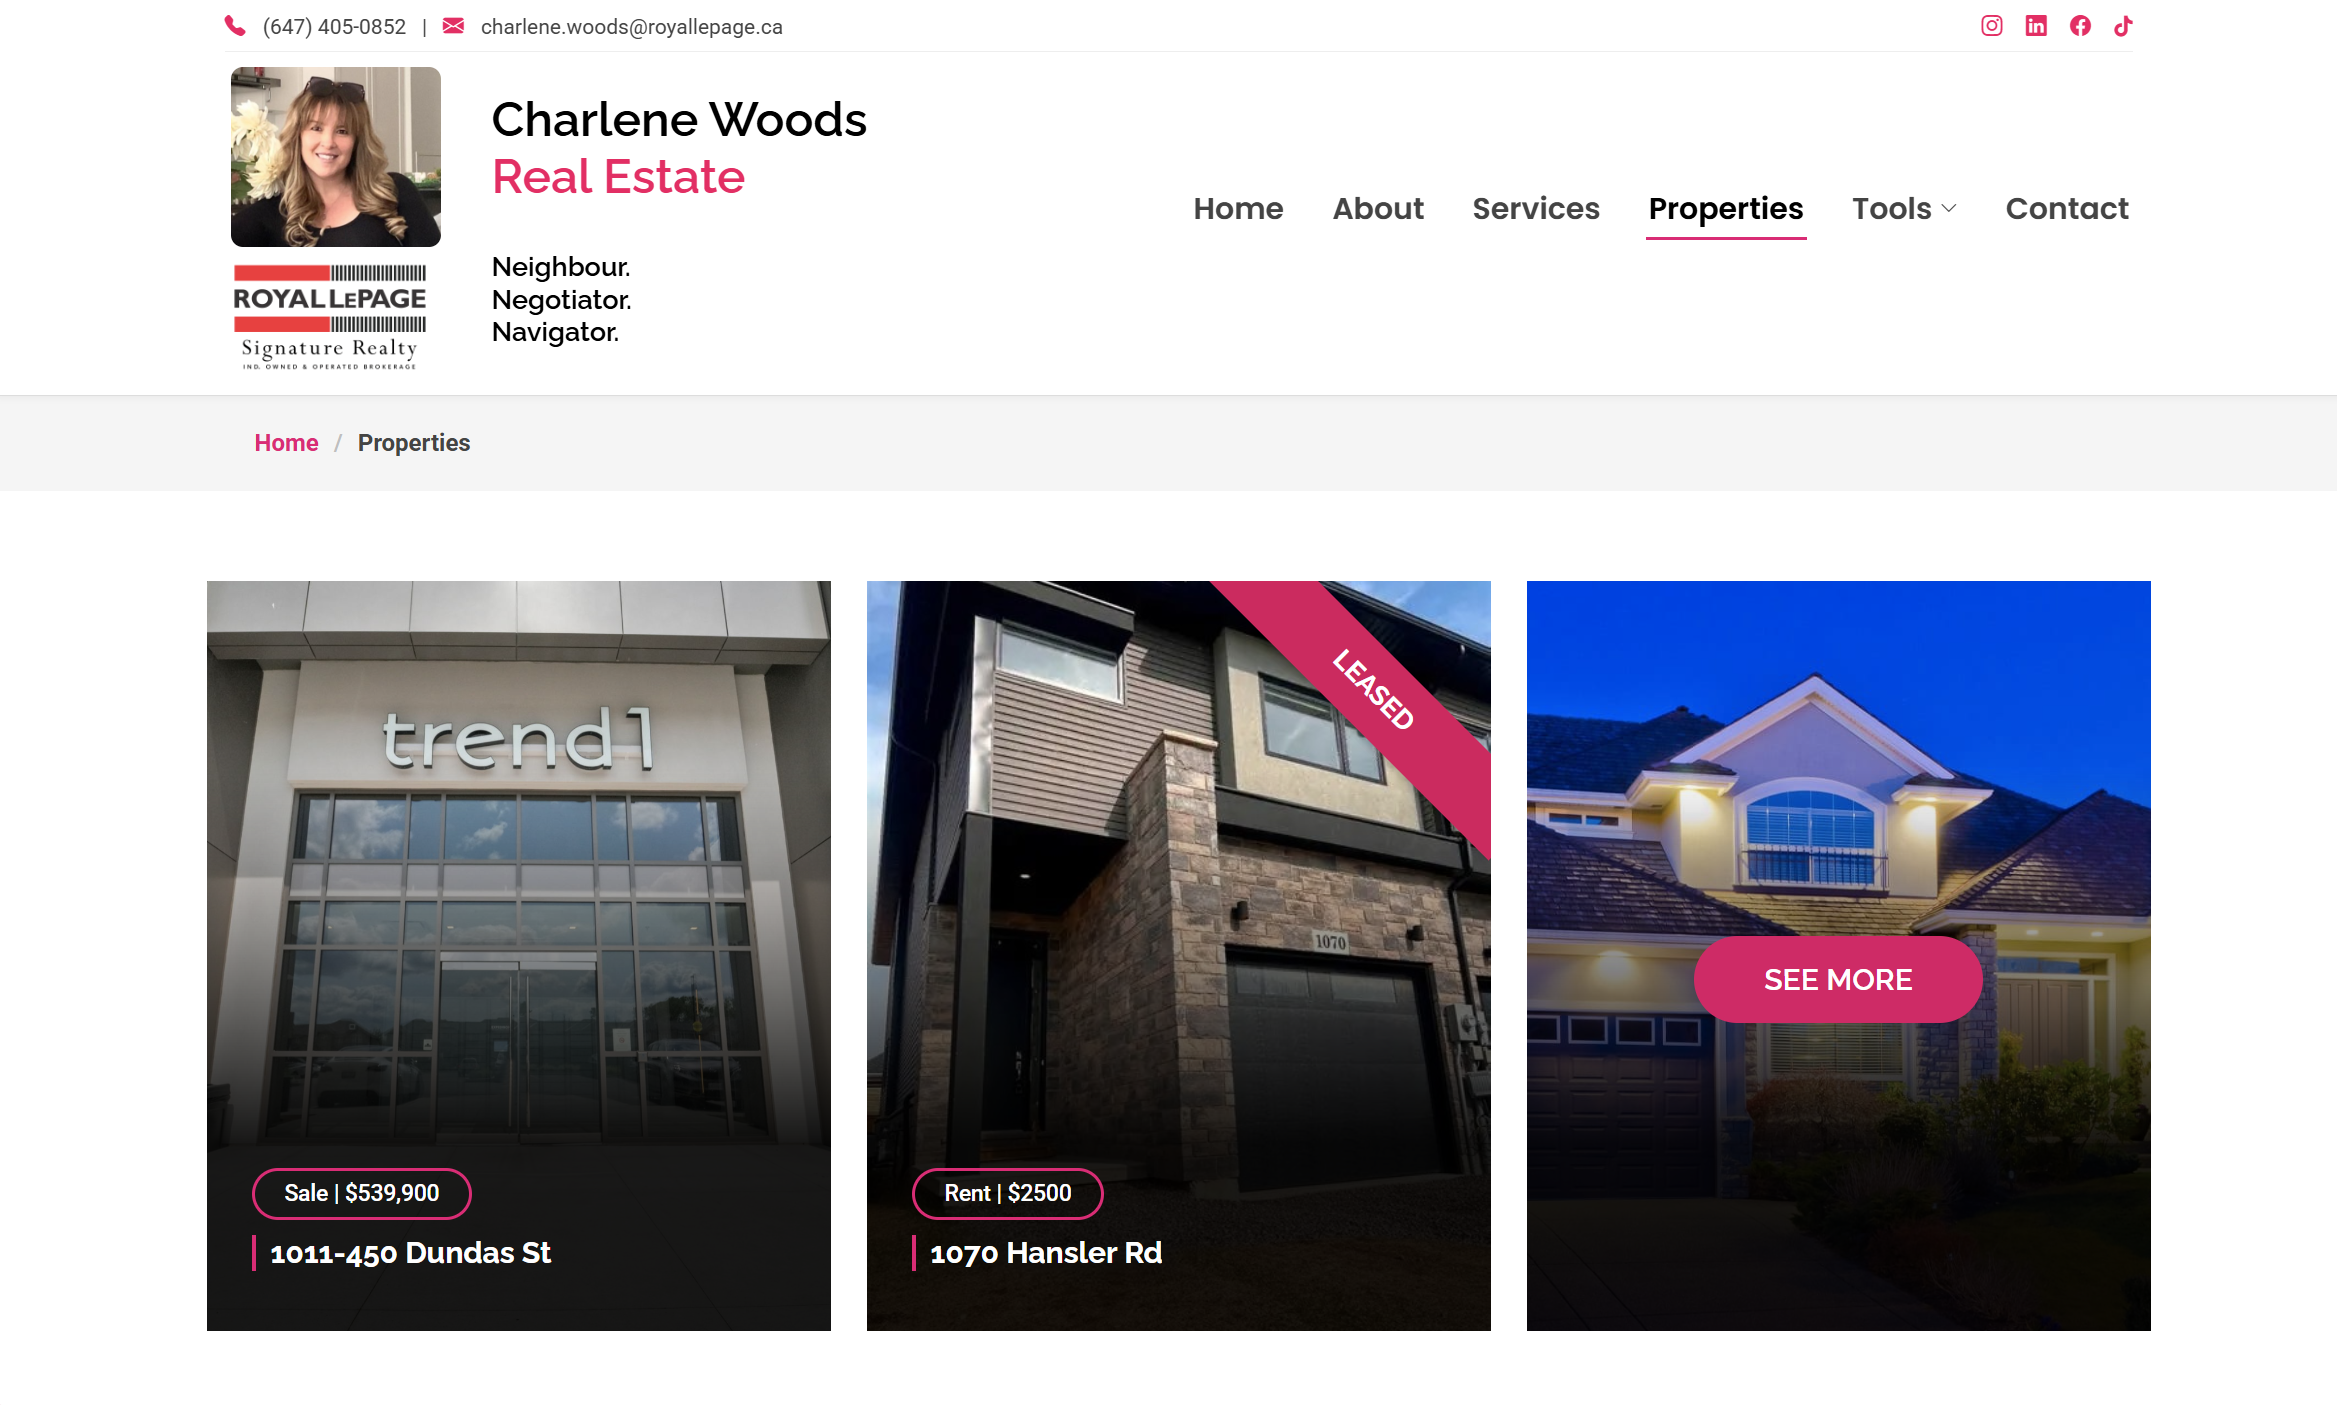 (647) 405-0852 | charlene.woods@royallepage.ca
Charlene Woods
Real Estate
Neighbour.
Negotiator.
Navigator.
ROYAL LEPAGE
Signature Realty
IND. OWNED & OPERATED BROKERAGE
Home About Services Properties Tools Contact
Home / Properties
trend1
Sale | $539,900
1011-450 Dundas St
LEASED
1070
Rent | $2500
1070 Hansler Rd
SEE MORE